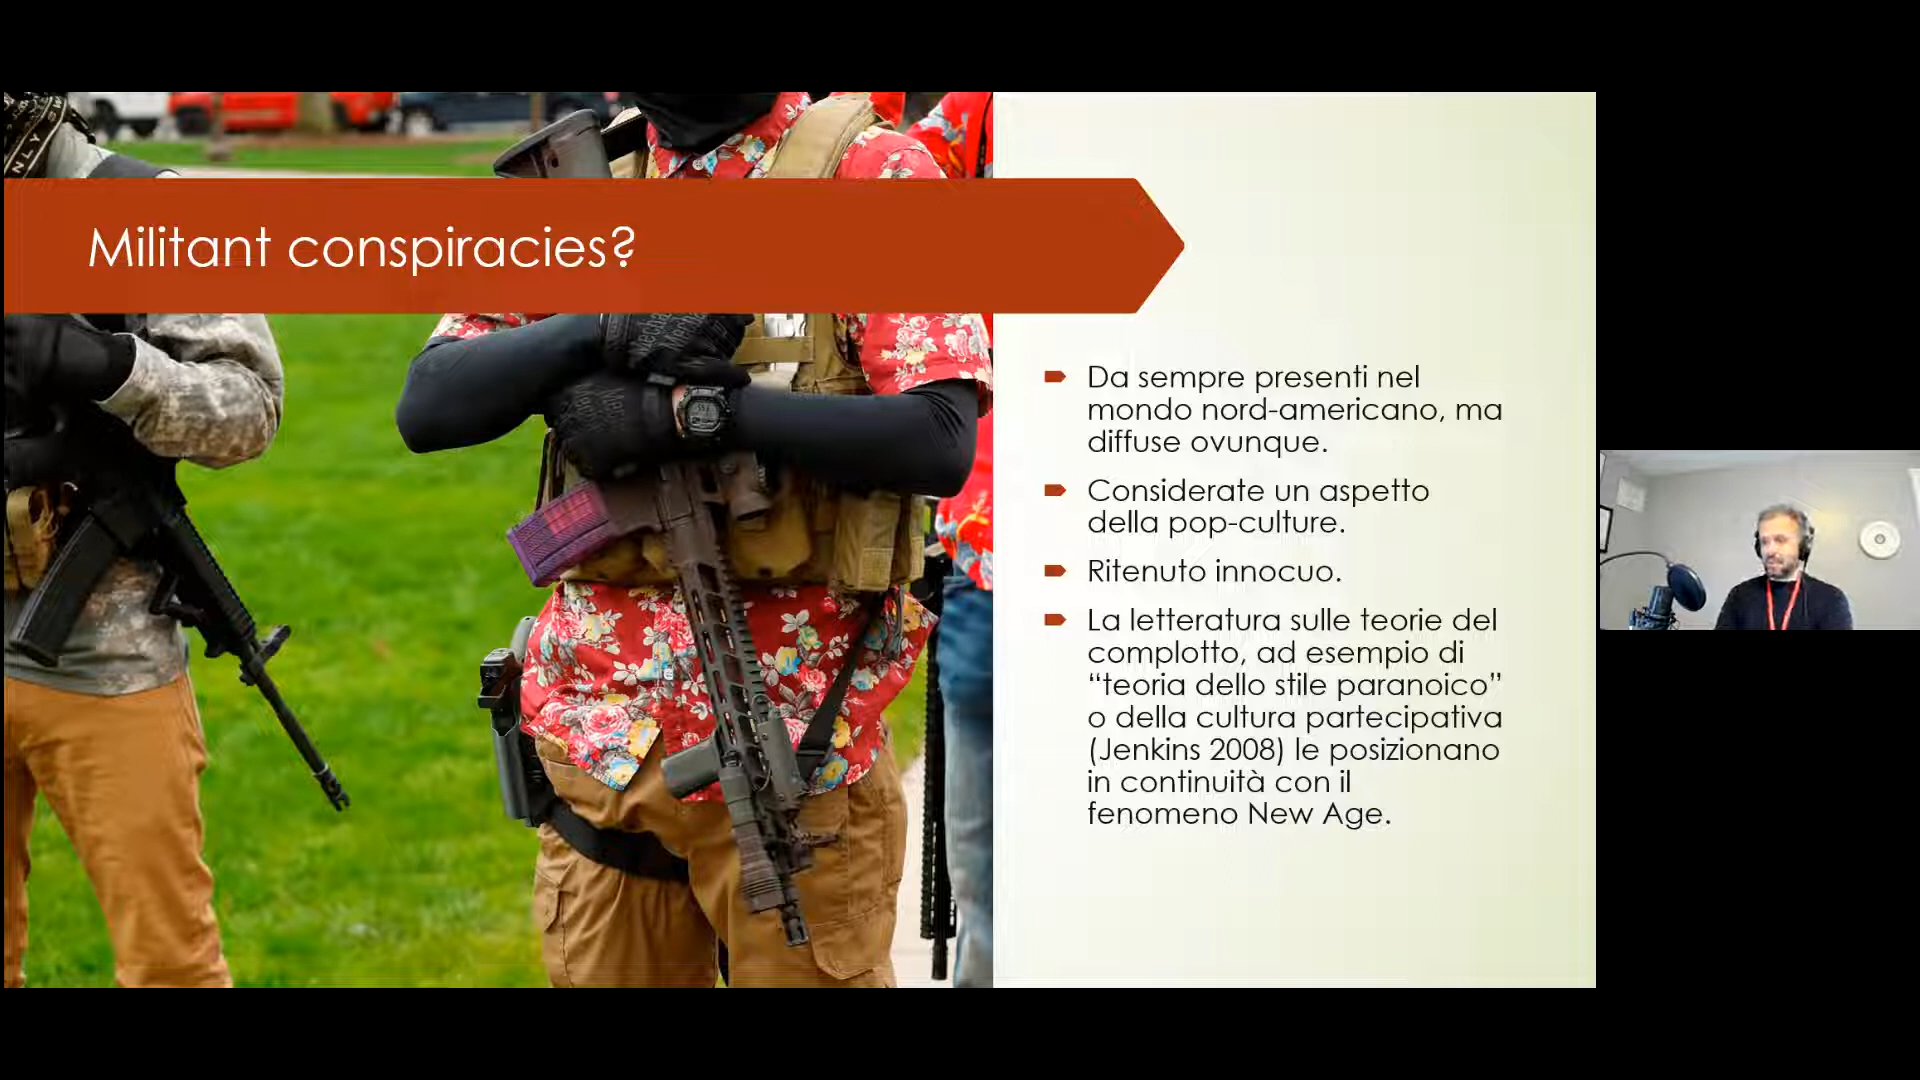 NLY
Militant conspiracies?
Mecha
Da sempre presenti nel
mondo nord-americano, ma
diffuse ovunque.
Considerate un aspetto
della pop-culture.
Ritenuto innocuo.
La letteratura sulle teorie del
complotto, ad esempio di
“teoria dello stile paranoico”
o della cultura partecipativa
(Jenkins 2008) le posizionano
in continuità con il
fenomeno New Age.